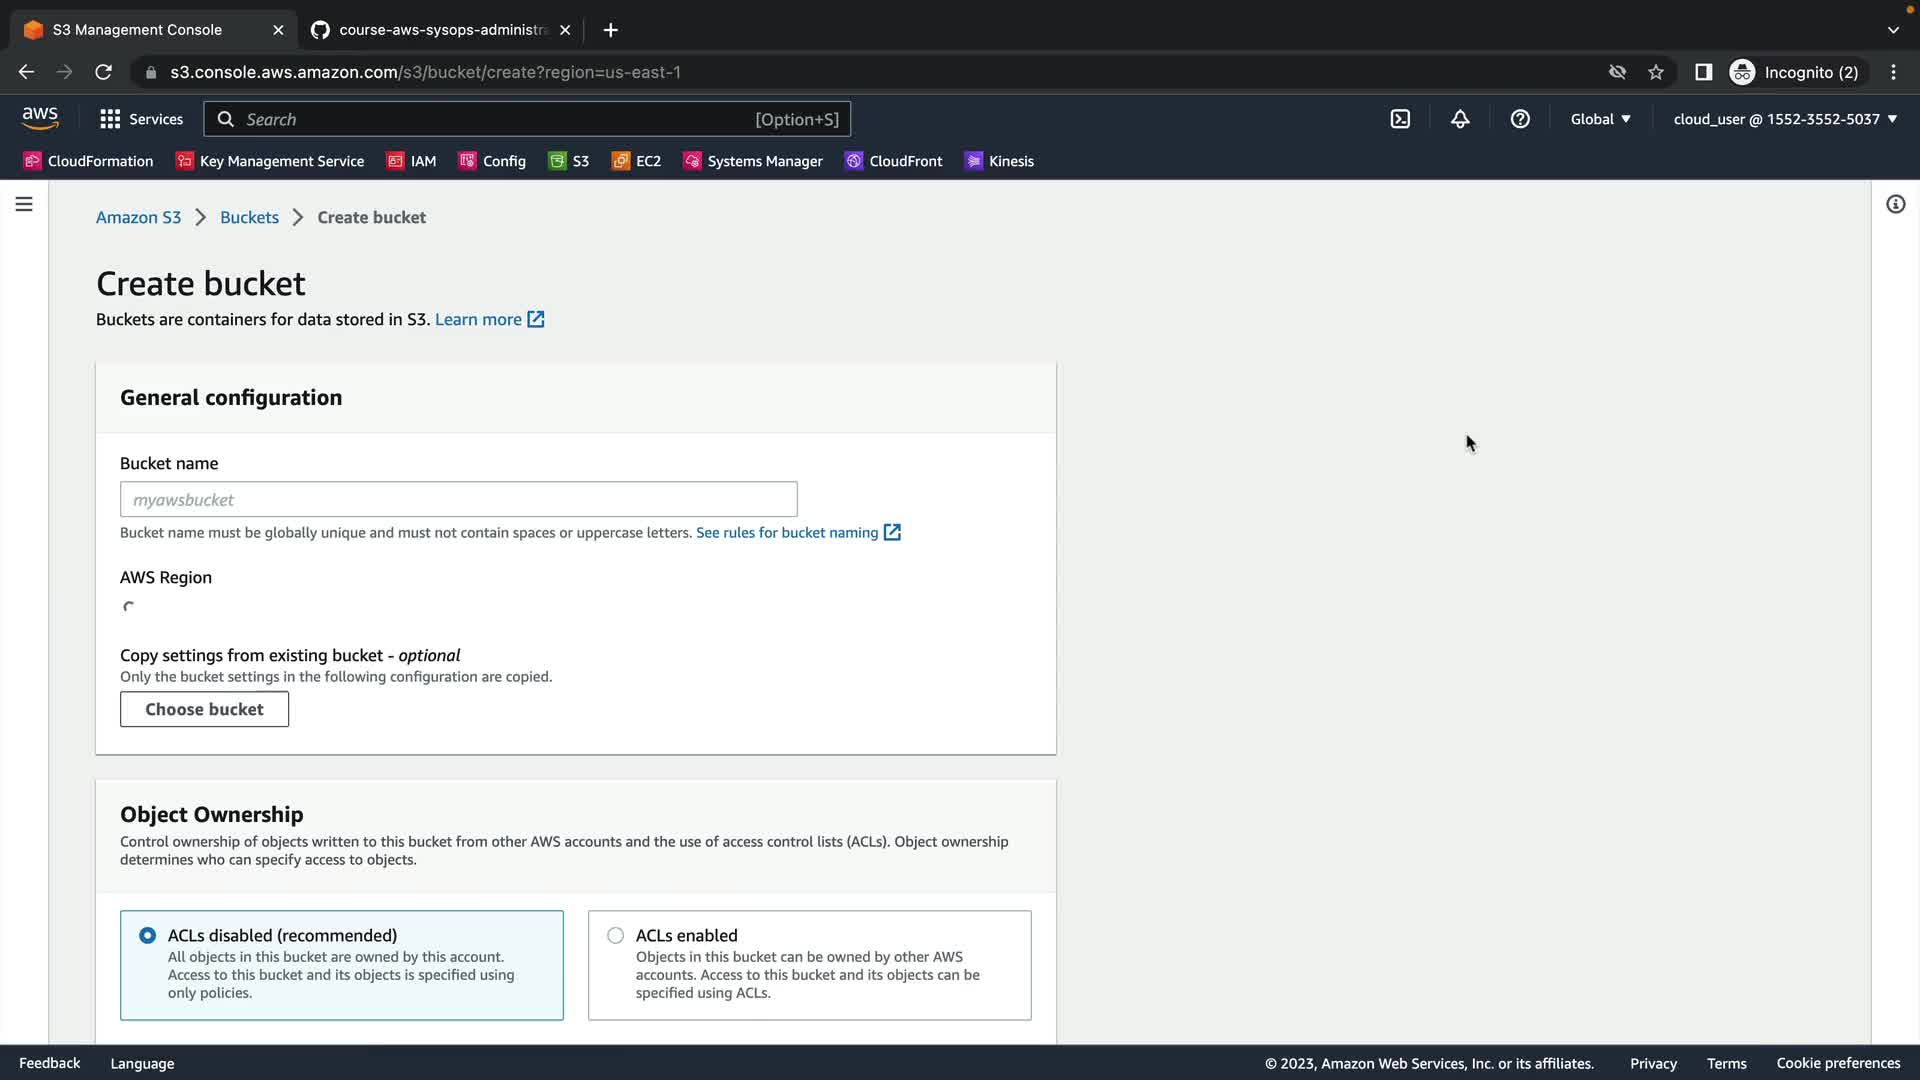 S3 Management Console
course-aws-sysops-administra
s3.console.aws.amazon.com/s3/bucket/create?region=us-east-1
Incognito (2)
aws
Services
Search
[Option+S]
Global
cloud_user @ 1552-3552-5037
CloudFormation
Key Management Service
IAM
Config
S3
EC2
Systems Manager
CloudFront
Kinesis
Amazon S3
Buckets
Create bucket
Create bucket
Buckets are containers for data stored in S3. Learn more
General configuration
Bucket name
myawsbucket
Bucket name must be globally unique and must not contain spaces or uppercase letters. See rules for bucket naming
AWS Region
Copy settings from existing bucket - optional
Only the bucket settings in the following configuration are copied.
Choose bucket
Object Ownership
Control ownership of objects written to this bucket from other AWS accounts and the use of access control lists (ACLs). Object ownership
determines who can specify access to objects.
ACLs disabled (recommended)
All objects in this bucket are owned by this account.
Access to this bucket and its objects is specified using
only policies.
ACLs enabled
Objects in this bucket can be owned by other AWS
accounts. Access to this bucket and its objects can be
specified using ACLs.
Feedback
Language
© 2023, Amazon Web Services, Inc. or its affiliates.
Privacy
Terms
Cookie preferences